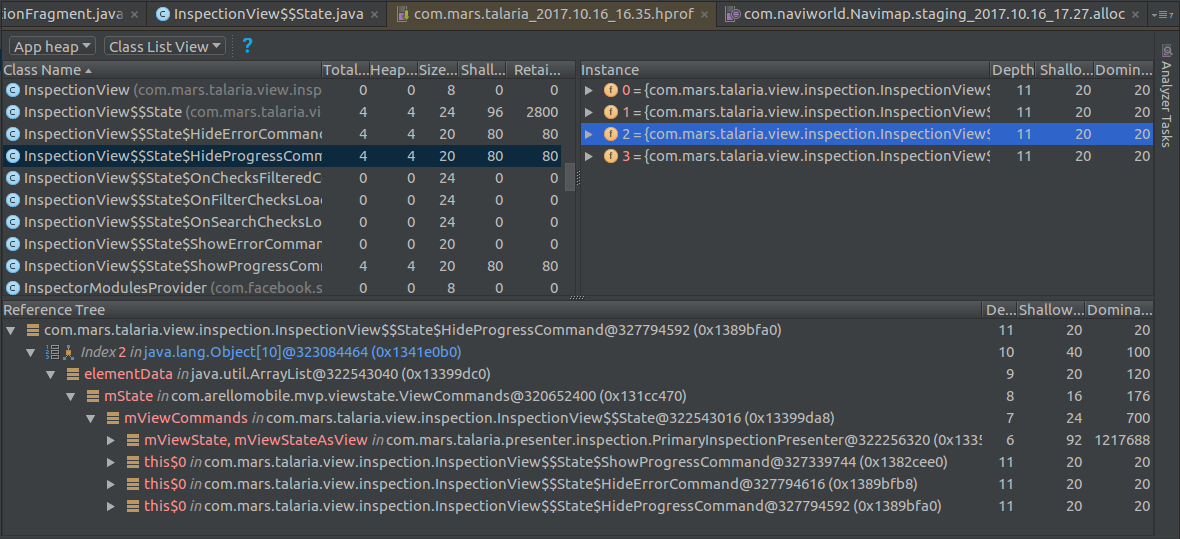 tionFragment.java × InspectionView$$State.java × com.mars.talaria_2017.10.16_16.35.hprof × com.naviworld.Navimap.staging_2017.10.16_17.27.alloc × 7
App heap Class List View ?
Class Name Total... Heap... Size... Shall... Retai...
InspectionView (com.mars.talaria.view.insp 0 0 8 0 0
InspectionView$$State (com.mars.talaria.vi 4 4 24 96 2800
InspectionView$$State$HideErrorComman 4 4 20 80 80
InspectionView$$State$HideProgressComm 4 4 20 80 80
InspectionView$$State$OnChecksFilteredC 0 0 24 0 0
InspectionView$$State$OnFilterChecksLoa 0 0 24 0 0
InspectionView$$State$OnSearchChecksLo 0 0 24 0 0
InspectionView$$State$ShowErrorComman 0 0 20 0 0
InspectionView$$State$ShowProgressComm 4 4 20 80 80
InspectorModulesProvider (com.facebook.s 0 0 8 0 0
Instance Depth Shallo... Domin...
0 = {com.mars.talaria.view.inspection.InspectionView$ 11 20 20
1 = {com.mars.talaria.view.inspection.InspectionView$ 11 20 20
2 = {com.mars.talaria.view.inspection.InspectionView$ 11 20 20
3 = {com.mars.talaria.view.inspection.InspectionView$ 11 20 20
Analyzer Tasks
Reference Tree De... Shallow... Domina...
com.mars.talaria.view.inspection.InspectionView$$State$HideProgressCommand@327794592 (0x1389bfa0) 11 20 20
Index 2 in java.lang.Object[10]@323084464 (0x1341e0b0) 10 40 100
elementData in java.util.ArrayList@322543040 (0x13399dc0) 9 20 120
mState in com.arellomobile.mvp.viewstate.ViewCommands@320652400 (0x131cc470) 8 16 176
mViewCommands in com.mars.talaria.view.inspection.InspectionView$$State@322543016 (0x13399da8) 7 24 700
mViewState, mViewStateAsView in com.mars.talaria.presenter.inspection.PrimaryInspectionPresenter@322256320 (0x1335 6 92 1217688
this$0 in com.mars.talaria.view.inspection.InspectionView$$State$ShowProgressCommand@327339744 (0x1382cee0) 11 20 20
this$0 in com.mars.talaria.view.inspection.InspectionView$$State$HideErrorCommand@327794616 (0x1389bfb8) 11 20 20
this$0 in com.mars.talaria.view.inspection.InspectionView$$State$HideProgressCommand@327794592 (0x1389bfa0) 11 20 20